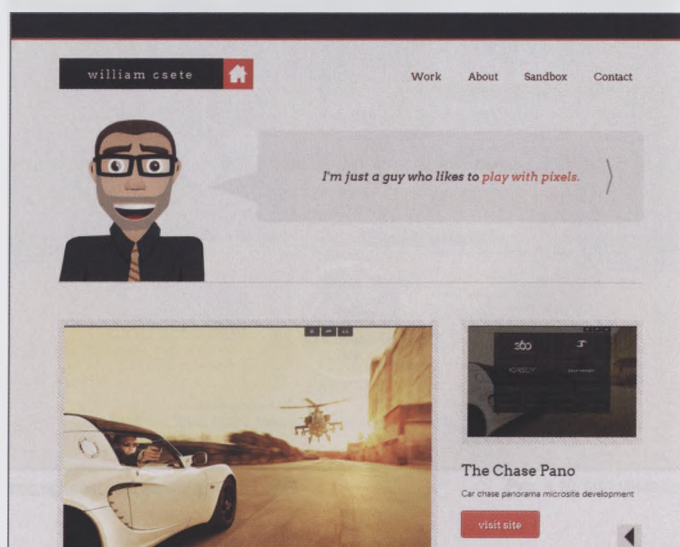 william csete
Work About Sandbox Contact
I'm just a guy who likes to play with pixels.
360
The Chase Pano
Car chase panorama microsite development
visit site